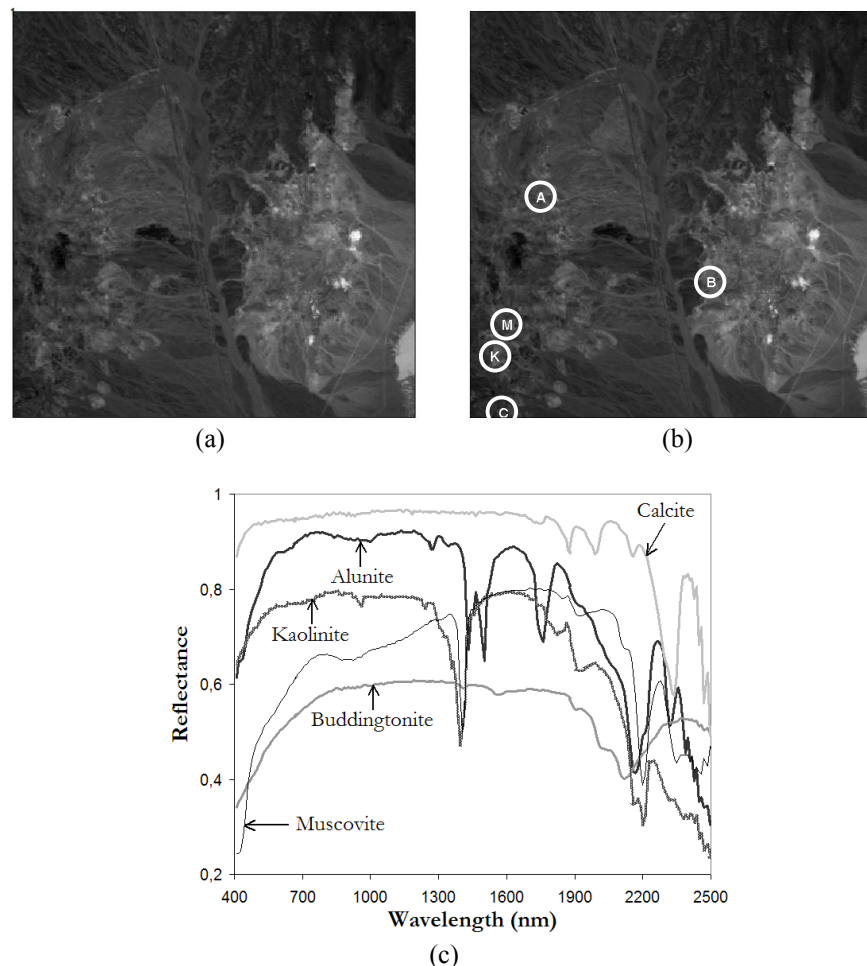 (a)
(b)
A
B
M
K
C
1
0,8
0,6
0,4
0,2
Reflectance
Calcite
Alunite
Kaolinite
Buddingtonite
Muscovite
400 700 1000 1300 1600 1900 2200 2500
Wavelength (nm)
(c)